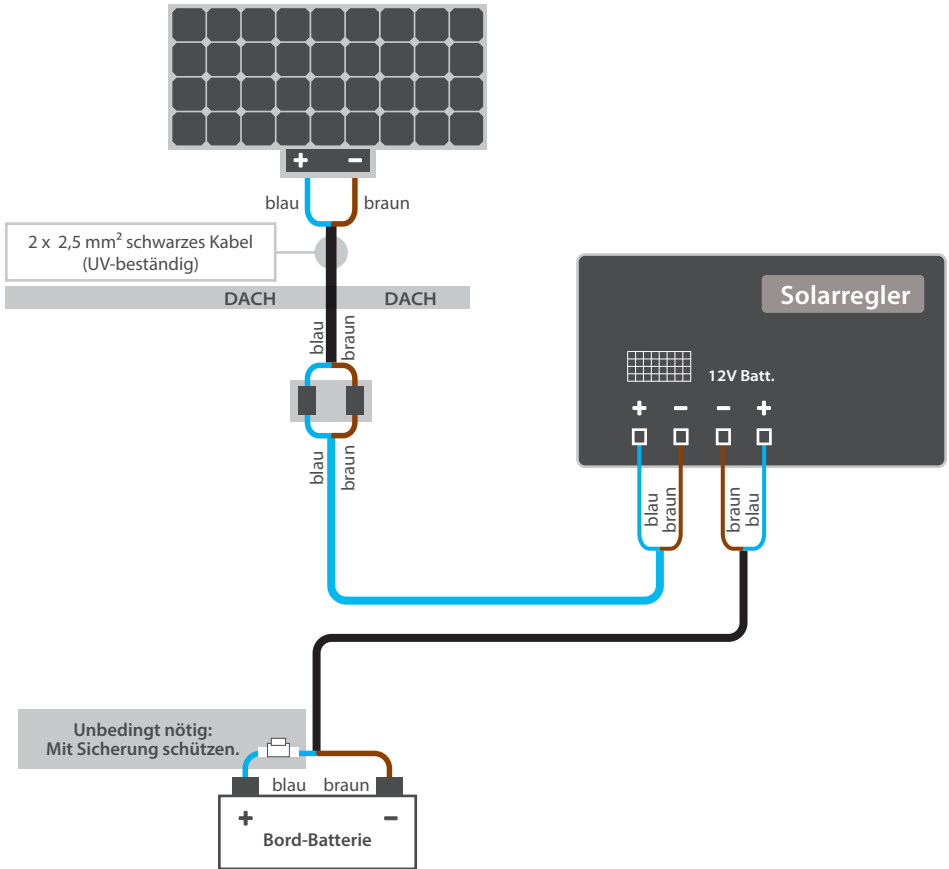 + −
blau braun
2 x 2,5 mm² schwarzes Kabel
(UV-beständig)
DACH DACH
blau braun
blau braun
Solarregler
12V Batt.
+ − − +
blau braun braun blau
Unbedingt nötig:
Mit Sicherung schützen.
blau braun
+ −
Bord-Batterie